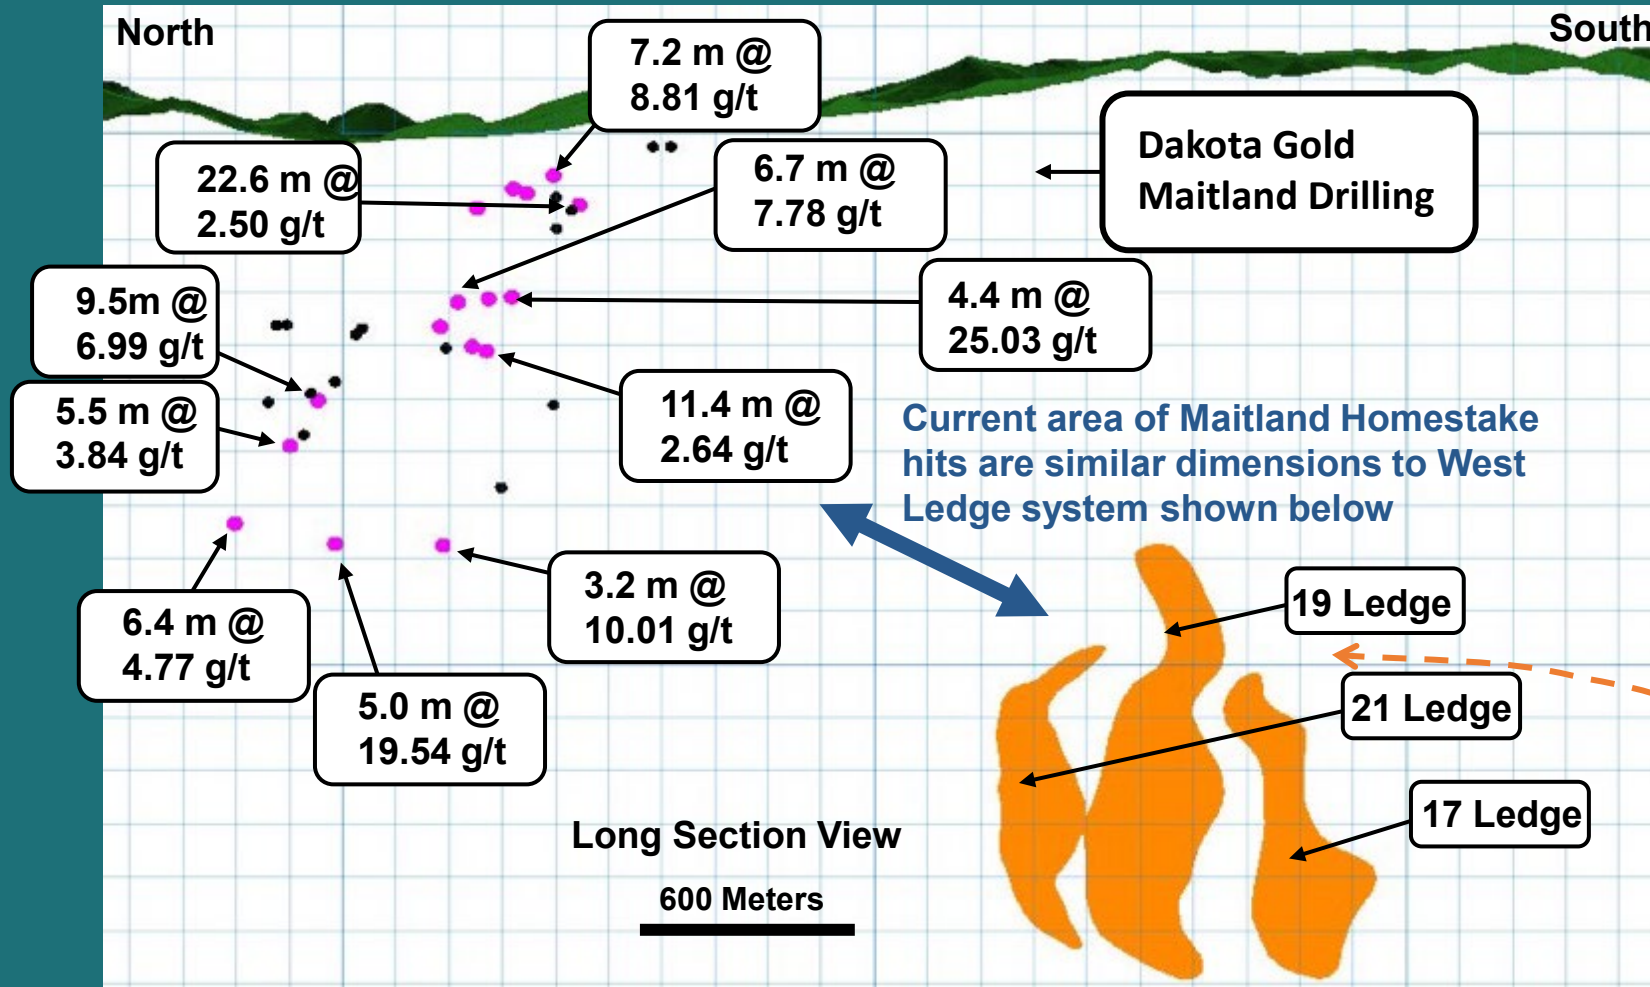 North
South
7.2 m @
8.81 g/t
22.6 m @
2.50 g/t
6.7 m @
7.78 g/t
Dakota Gold
Maitland Drilling
9.5m @
6.99 g/t
4.4 m @
25.03 g/t
5.5 m @
3.84 g/t
11.4 m @
2.64 g/t
Current area of Maitland Homestake
hits are similar dimensions to West
Ledge system shown below
6.4 m @
4.77 g/t
3.2 m @
10.01 g/t
19 Ledge
5.0 m @
19.54 g/t
21 Ledge
17 Ledge
Long Section View
600 Meters